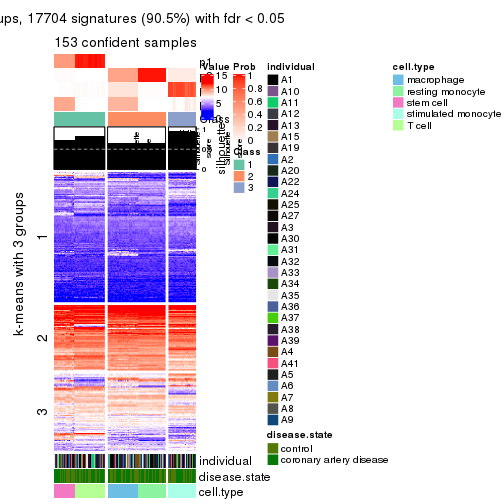 ups, 17704 signatures (90.5%) with fdr < 0.05
153 confident samples
k-means with 3 groups
1
2
3
individual
disease.state
cell.type
Value
15
10
5
0
Prob
1
0.8
0.6
0.4
0.2
0
Class
1
2
3
individual
A1
A10
A11
A12
A13
A15
A19
A2
A20
A22
A24
A25
A27
A3
A30
A31
A32
A33
A34
A35
A36
A37
A38
A39
A4
A41
A5
A6
A7
A8
A9
disease.state
control
coronary artery disease
cell.type
macrophage
resting monocyte
stem cell
stimulated monocyte
T cell